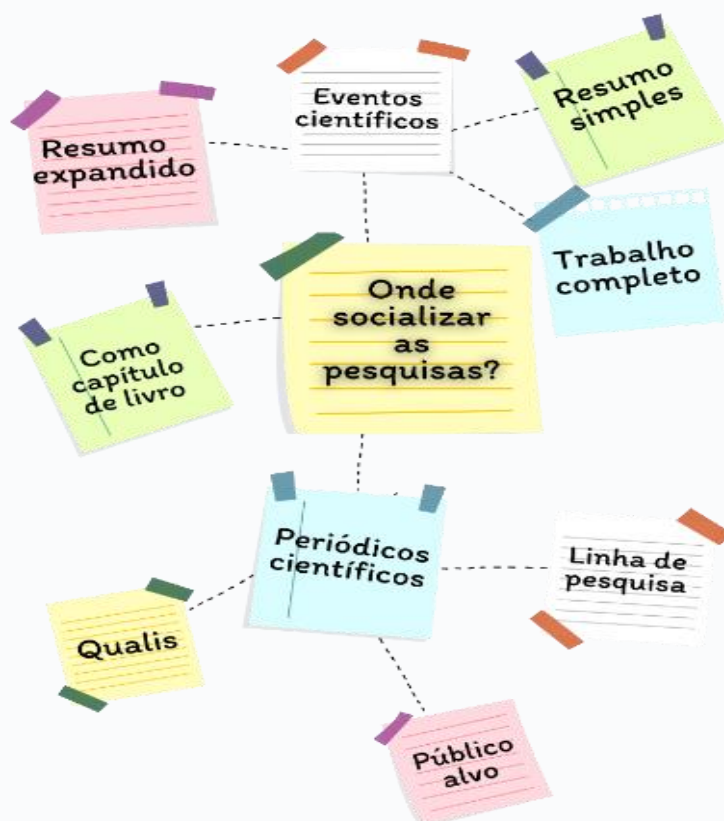 Eventos
científicos
Resumo
simples
Resumo
expandido
Trabalho
completo
Onde
socializar
as
pesquisas?
Como
capítulo
de livro
Periódicos
científicos
Linha de
pesquisa
Qualis
Público
alvo